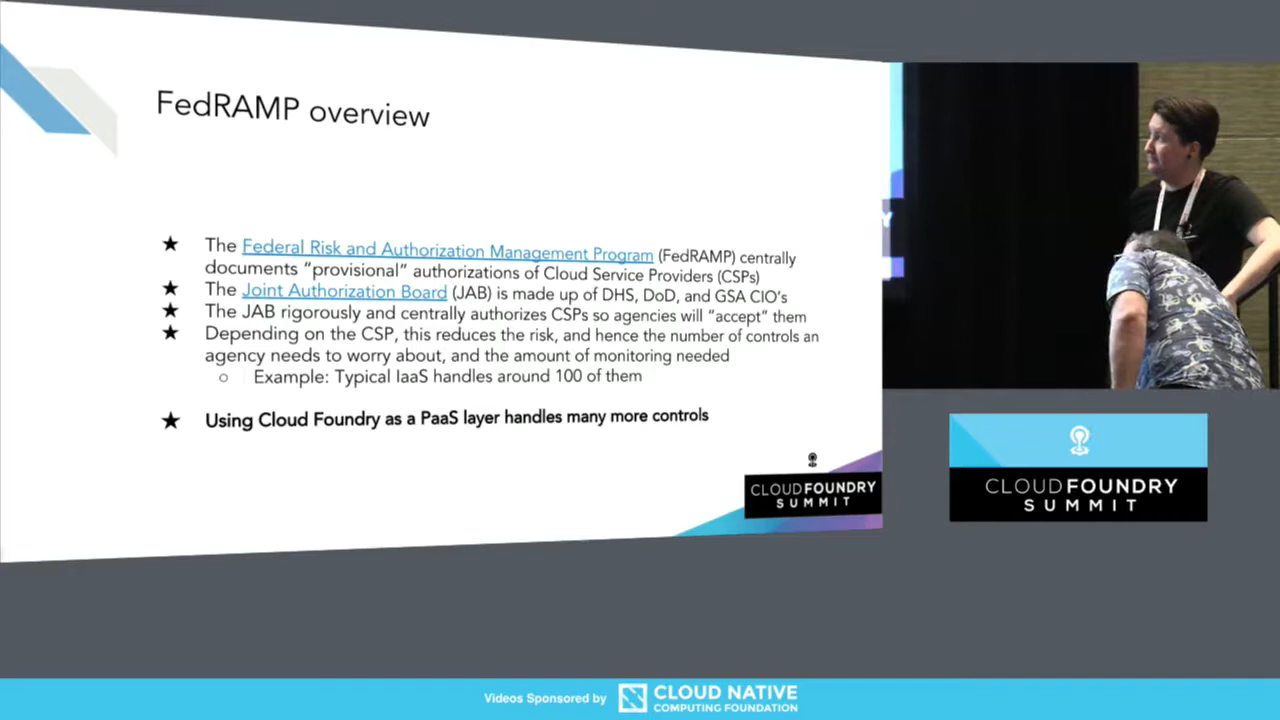 FedRAMP overview
★ The Federal Risk and Authorization Management Program (FedRAMP) centrally
documents “provisional” authorizations of Cloud Service Providers (CSPs)
★ The Joint Authorization Board (JAB) is made up of DHS, DoD, and GSA CIO’s
★ The JAB rigorously and centrally authorizes CSPs so agencies will “accept” them
★ Depending on the CSP, this reduces the risk, and hence the number of controls an
agency needs to worry about, and the amount of monitoring needed
○ Example: Typical IaaS handles around 100 of them
★ Using Cloud Foundry as a PaaS layer handles many more controls
CLOUDFOUNDRY
SUMMIT
Y
CLOUDFOUNDRY
SUMMIT
Videos Sponsored by
CLOUD NATIVE
COMPUTING FOUNDATION